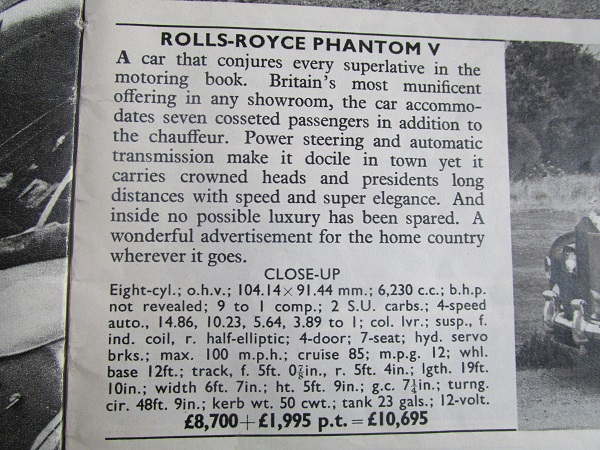 ROLLS-ROYCE PHANTOM V
A car that conjures every superlative in the
motoring book. Britain's most munificent
offering in any showroom, the car accommo-
dates seven cosseted passengers in addition to
the chauffeur. Power steering and automatic
transmission make it docile in town yet it
carries crowned heads and presidents long
distances with speed and super elegance. And
inside no possible luxury has been spared. A
wonderful advertisement for the home country
wherever it goes.
CLOSE-UP
Eight-cyl.; o.h.v.; 104.14×91.44 mm.; 6,230 c.c.; b.h.p.
not revealed; 9 to 1 comp.; 2 S.U. carbs.; 4-speed
auto., 14.86, 10.23, 5.64, 3.89 to 1; col. lvr.; susp., f.
ind. coil, r. half-elliptic; 4-door; 7-seat; hyd. servo
brks.; max. 100 m.p.h.; cruise 85; m.p.g. 12; whl.
base 12ft.; track, f. 5ft. 0⅞in., r. 5ft. 4in.; lgth. 19ft.
10in.; width 6ft. 7in.; ht. 5ft. 9in.; g.c. 7¼in.; turng.
cir. 48ft. 9in.; kerb wt. 50 cwt.; tank 23 gals.; 12-volt.
£8,700+£1,995 p.t.=£10,695